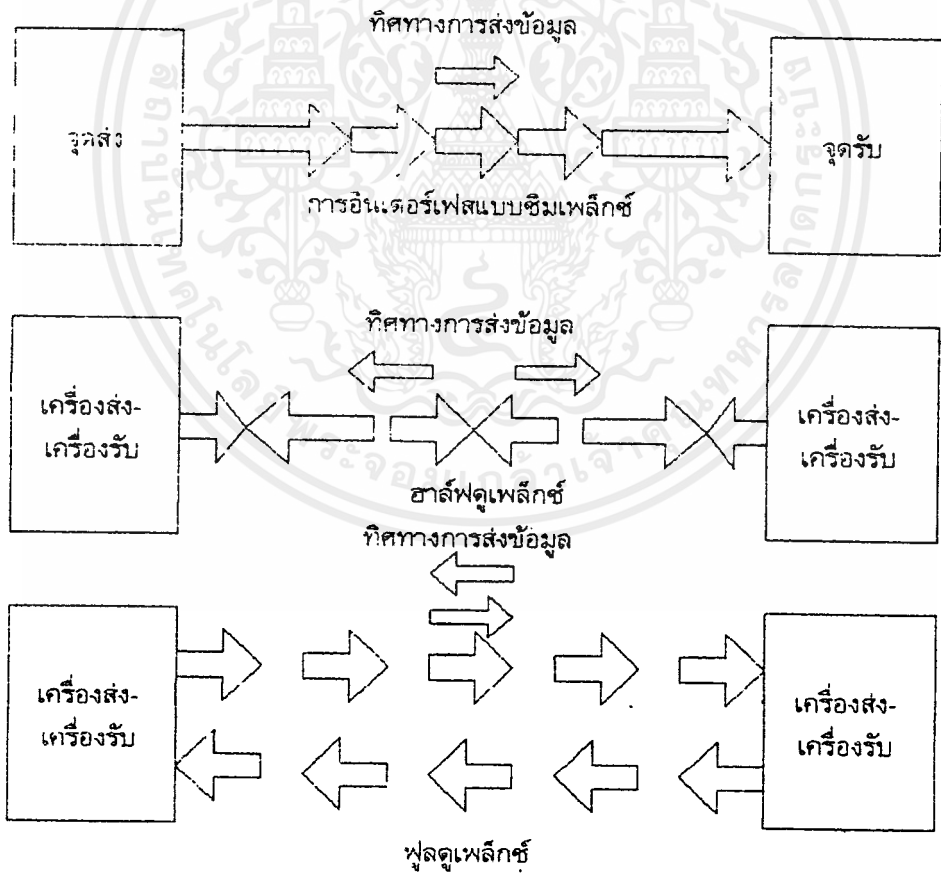 ทิศทางการส่งข้อมูล
จุดส่ง
จุดรับ
การอินเตอร์เฟสแบบซิมเพล็กซ์
ทิศทางการส่งข้อมูล
เครื่องส่ง-
เครื่องรับ
เครื่องส่ง-
เครื่องรับ
ฮาล์ฟดูเพล็กซ์
ทิศทางการส่งข้อมูล
เครื่องส่ง-
เครื่องรับ
เครื่องส่ง-
เครื่องรับ
ฟูลดูเพล็กซ์